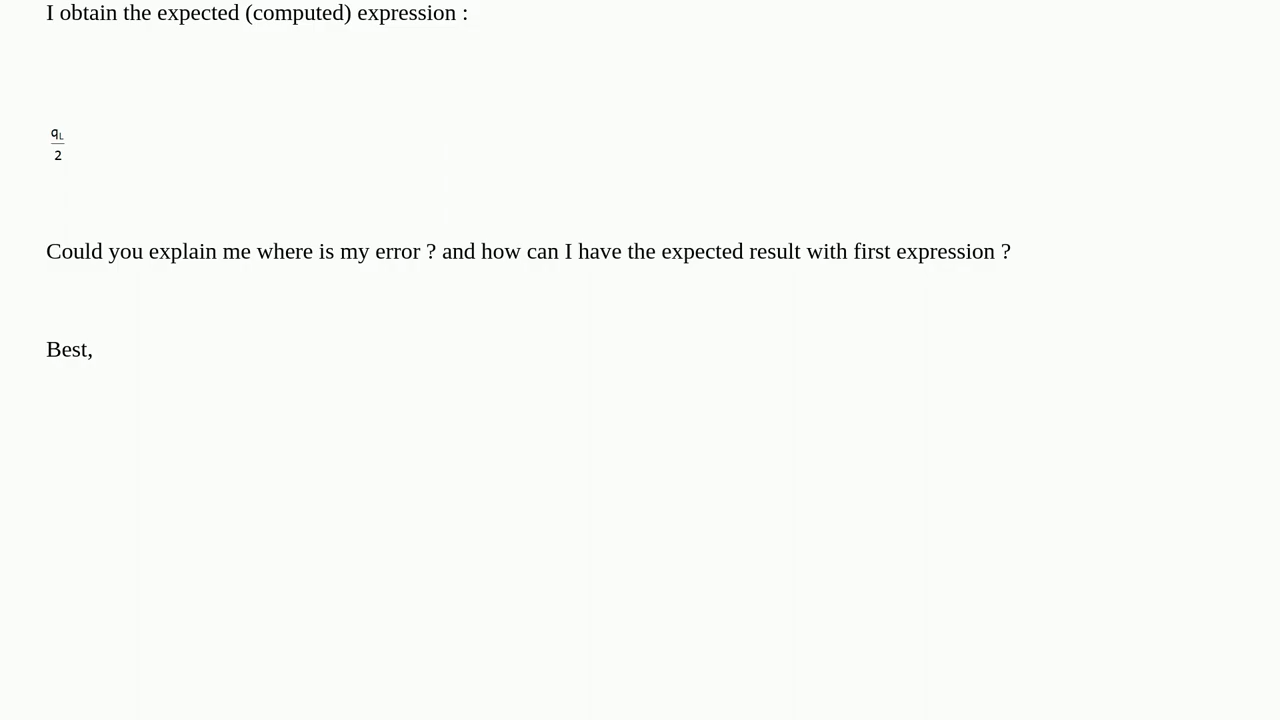 I obtain the expected (computed) expression :
qL
2
Could you explain me where is my error ? and how can I have the expected result with first expression ?
Best,